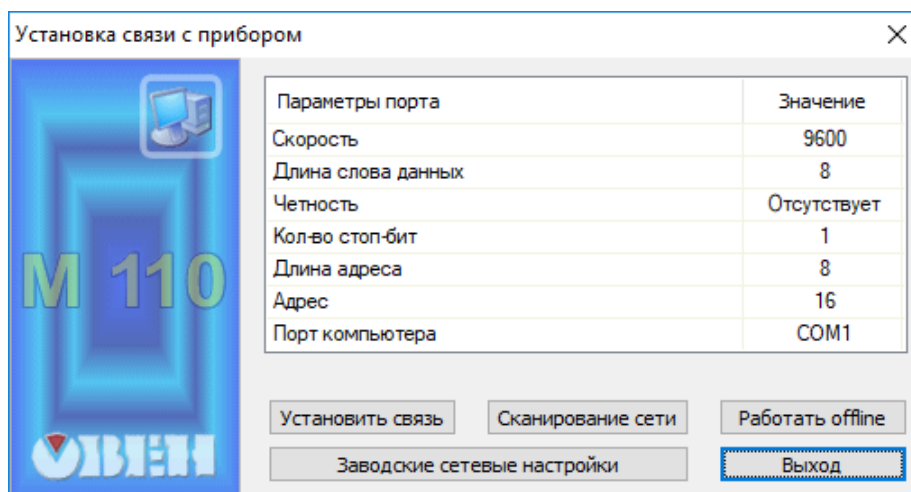 Установка связи с прибором
Параметры порта Значение
Скорость 9600
Длина слова данных 8
Четность Отсутствует
Кол-во стоп-бит 1
Длина адреса 8
Адрес 16
Порт компьютера COM1
М 110
Установить связь Сканирование сети Работать offline
Заводские сетевые настройки Выход
ОВЕН